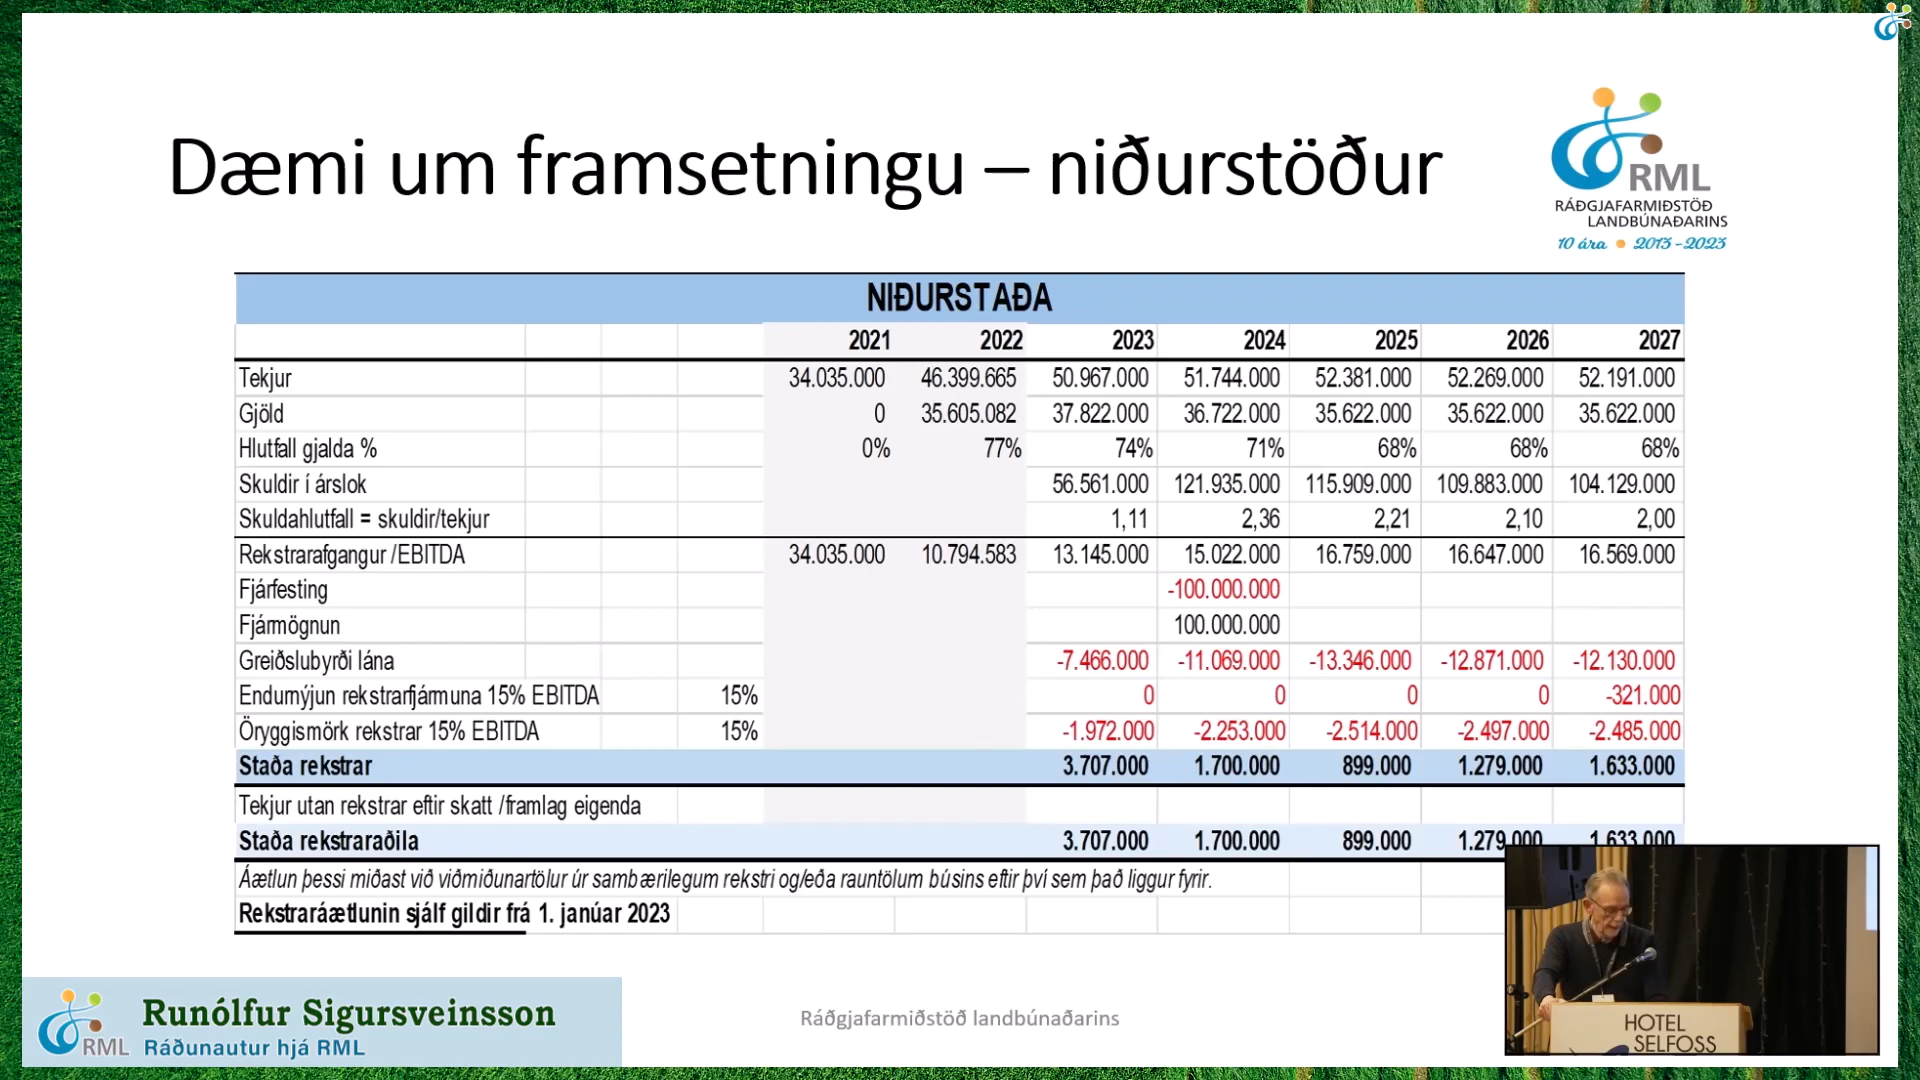 Dæmi um framsetningu – niðurstöður
RML
RÁÐGJAFARMIÐSTÖÐ
LANDBÚNAÐARINS
10 ára • 2013-2023
NIÐURSTAÐA
2021 2022 2023 2024 2025 2026 2027
Tekjur 34.035.000 46.399.665 50.967.000 51.744.000 52.381.000 52.269.000 52.191.000
Gjöld 0 35.605.082 37.822.000 36.722.000 35.622.000 35.622.000 35.622.000
Hlutfall gjalda % 0% 77% 74% 71% 68% 68% 68%
Skuldir í árslok 56.561.000 121.935.000 115.909.000 109.883.000 104.129.000
Skuldahlutfall = skuldir/tekjur 1,11 2,36 2,21 2,10 2,00
Rekstrarafgangur /EBITDA 34.035.000 10.794.583 13.145.000 15.022.000 16.759.000 16.647.000 16.569.000
Fjárfesting -100.000.000
Fjármögnun 100.000.000
Greiðslubyrði lána -7.466.000 -11.069.000 -13.346.000 -12.871.000 -12.130.000
Endurnýjun rekstrarfjármuna 15% EBITDA 15% 0 0 0 0 -321.000
Öryggismörk rekstrar 15% EBITDA 15% -1.972.000 -2.253.000 -2.514.000 -2.497.000 -2.485.000
Staða rekstrar 3.707.000 1.700.000 899.000 1.279.000 1.633.000
Tekjur utan rekstrar eftir skatt /framlag eigenda
Staða rekstraraðila 3.707.000 1.700.000 899.000 1.279.000 1.633.000
Áætlun þessi miðast við viðmiðunartölur úr sambærilegum rekstri og/eða rauntölum búsins eftir því sem það liggur fyrir.
Rekstraráætlunin sjálf gildir frá 1. janúar 2023
RML
Runólfur Sigursveinsson
Ráðunautur hjá RML
Ráðgjafarmiðstöð landbúnaðarins
HOTEL
SELFOSS